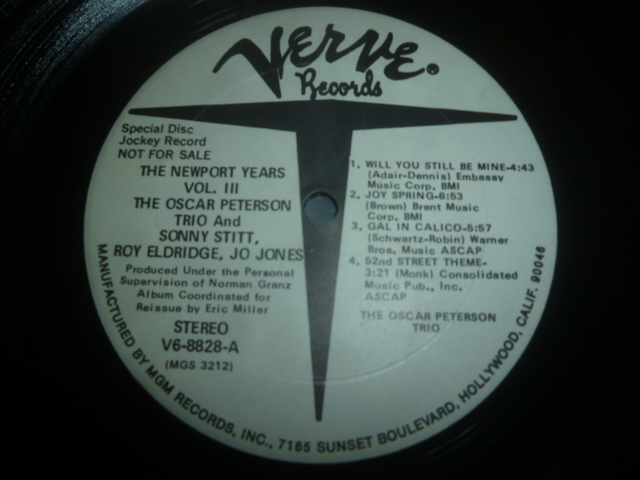 Verve®
Records
Special Disc
Jockey Record
NOT FOR SALE
THE NEWPORT YEARS
VOL. III
THE OSCAR PETERSON
TRIO And
SONNY STITT,
ROY ELDRIDGE, JO JONES
Produced Under the Personal
Supervision of Norman Granz
Album Coordinated for
Reissue by Eric Miller
STEREO
V6-8828-A
(MGS 3212)
1. WILL YOU STILL BE MINE-4:43
(Adair-Dennis) Embassy
Music Corp. BMI
2. JOY SPRING-6:53
(Brown) Brent Music
Corp. BMI
3. GAL IN CALICO-6:57
(Schwartz-Robin) Warner
Bros. Music ASCAP
4. 52nd STREET THEME-
3:21 (Monk) Consolidated
Music Pub., Inc.
ASCAP
THE OSCAR PETERSON
TRIO
MANUFACTURED BY MGM RECORDS, INC., 7165 SUNSET BOULEVARD, HOLLYWOOD, CALIF. 90046